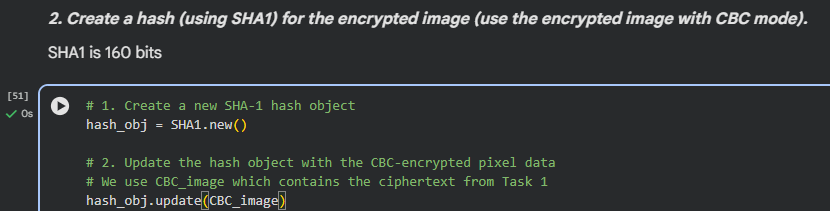 2. Create a hash (using SHA1) for the encrypted image (use the encrypted image with CBC mode).
SHA1 is 160 bits
[51]
0s
# 1. Create a new SHA-1 hash object
hash_obj = SHA1.new()
# 2. Update the hash object with the CBC-encrypted pixel data
# We use CBC_image which contains the ciphertext from Task 1
hash_obj.update(CBC_image)